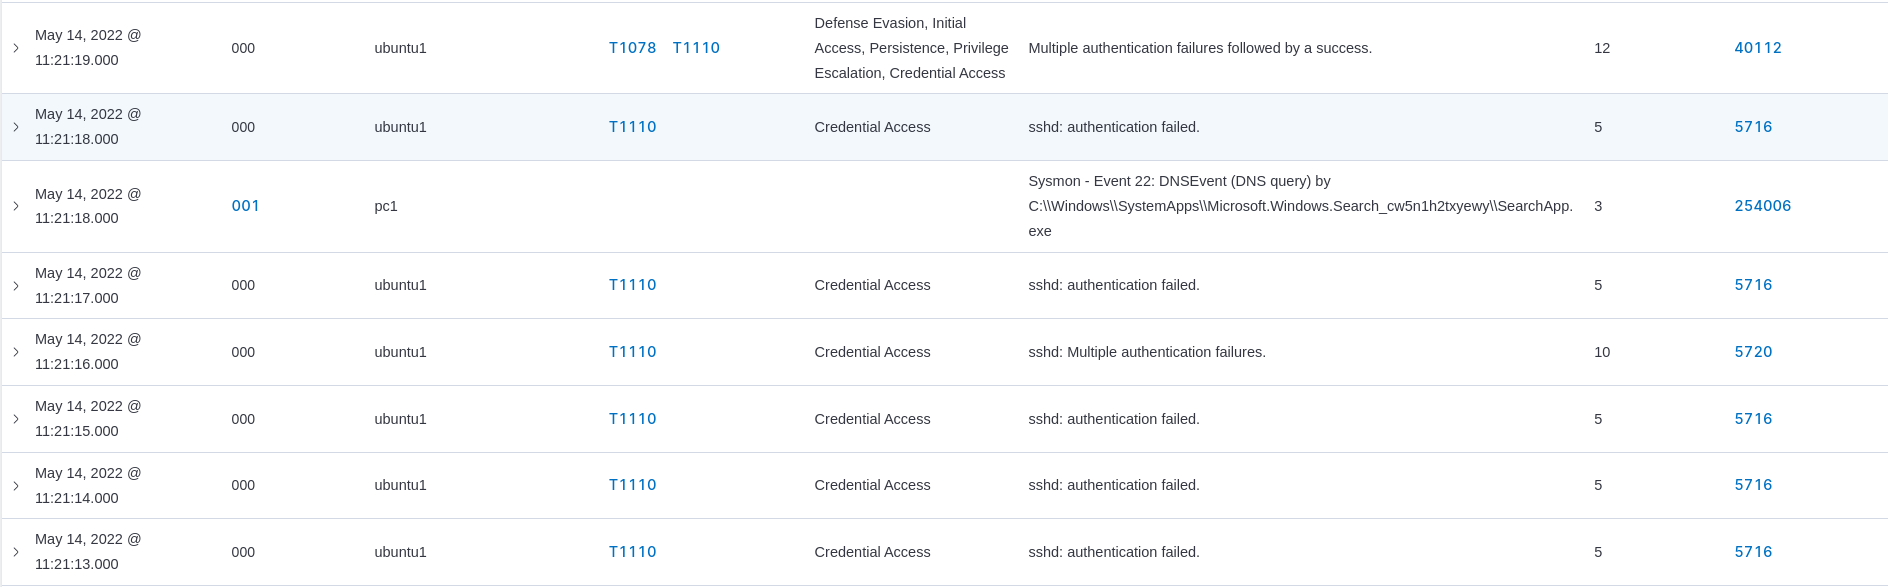 May 14, 2022 @
11:21:19.000
000
ubuntu1
T1078 T1110
Defense Evasion, Initial
Access, Persistence, Privilege
Escalation, Credential Access
Multiple authentication failures followed by a success.
12
40112
May 14, 2022 @
11:21:18.000
000
ubuntu1
T1110
Credential Access
sshd: authentication failed.
5
5716
May 14, 2022 @
11:21:18.000
001
pc1
Sysmon - Event 22: DNSEvent (DNS query) by
C:\\Windows\\SystemApps\\Microsoft.Windows.Search_cw5n1h2txyewy\\SearchApp.
exe
3
254006
May 14, 2022 @
11:21:17.000
000
ubuntu1
T1110
Credential Access
sshd: authentication failed.
5
5716
May 14, 2022 @
11:21:16.000
000
ubuntu1
T1110
Credential Access
sshd: Multiple authentication failures.
10
5720
May 14, 2022 @
11:21:15.000
000
ubuntu1
T1110
Credential Access
sshd: authentication failed.
5
5716
May 14, 2022 @
11:21:14.000
000
ubuntu1
T1110
Credential Access
sshd: authentication failed.
5
5716
May 14, 2022 @
11:21:13.000
000
ubuntu1
T1110
Credential Access
sshd: authentication failed.
5
5716